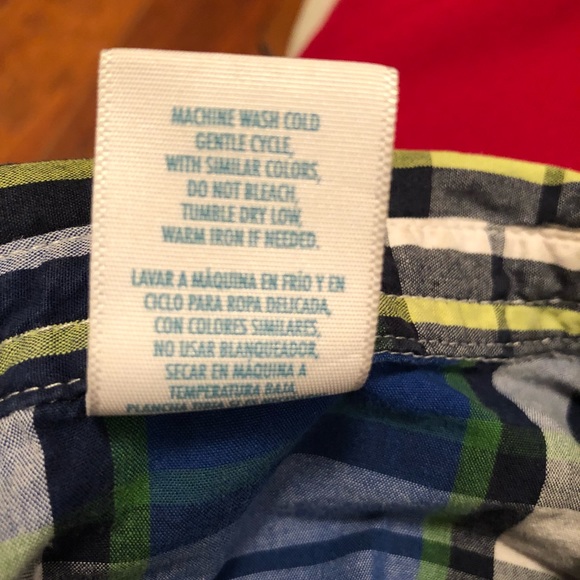 MACHINE WASH COLD
GENTLE CYCLE,
WITH SIMILAR COLORS,
DO NOT BLEACH,
TUMBLE DRY LOW,
WARM IRON IF NEEDED.
LAVAR A MÁQUINA EN FRÍO Y EN
CICLO PARA ROPA DELICADA,
CON COLORES SIMILARES,
NO USAR BLANQUEADOR,
SECAR EN MÁQUINA A
TEMPERATURA BAJA,
PLANCHA